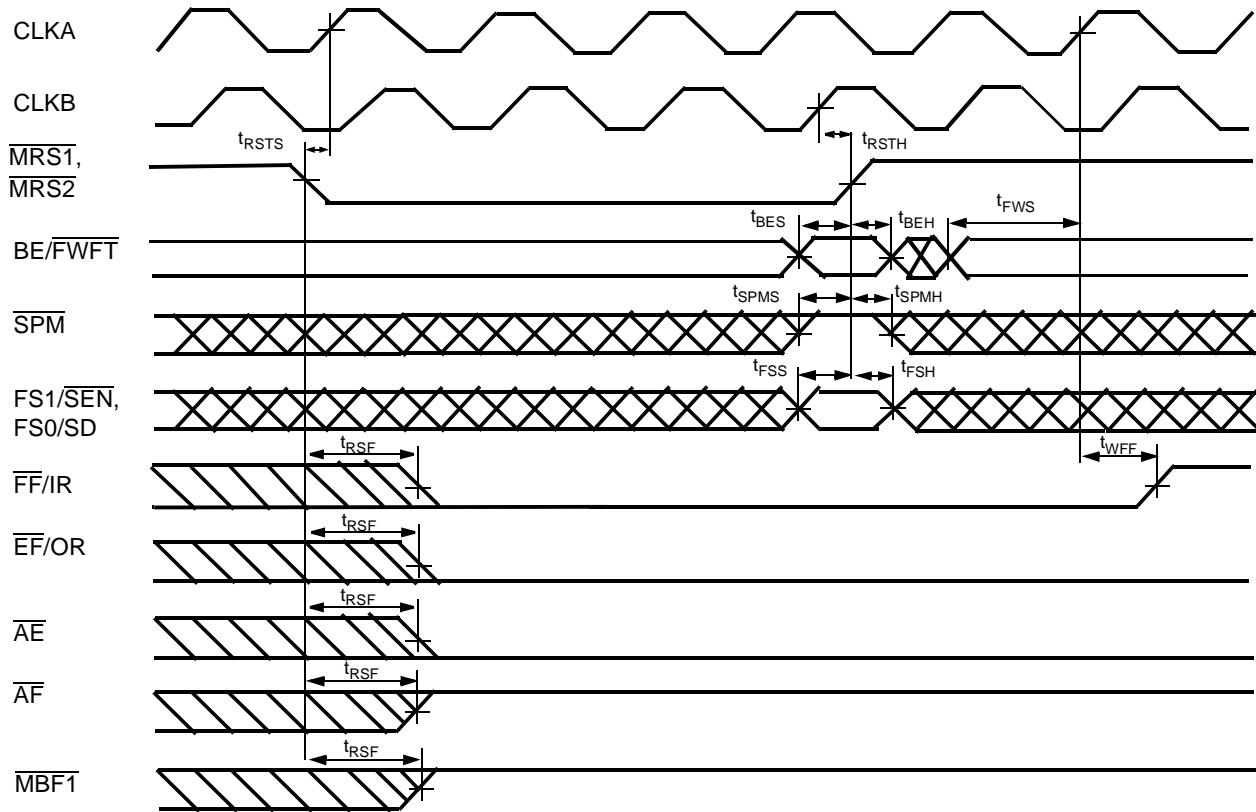 CLKA
CLKB
tRSTS
tRSTH
MRS1,
MRS2
tBES
tBEH
tFWS
BE/FWFT
tSPMS
tSPMH
SPM
tFSS
tFSH
FS1/SEN,
FS0/SD
tRSF
tWFF
FF/IR
tRSF
EF/OR
tRSF
AE
tRSF
AF
tRSF
MBF1